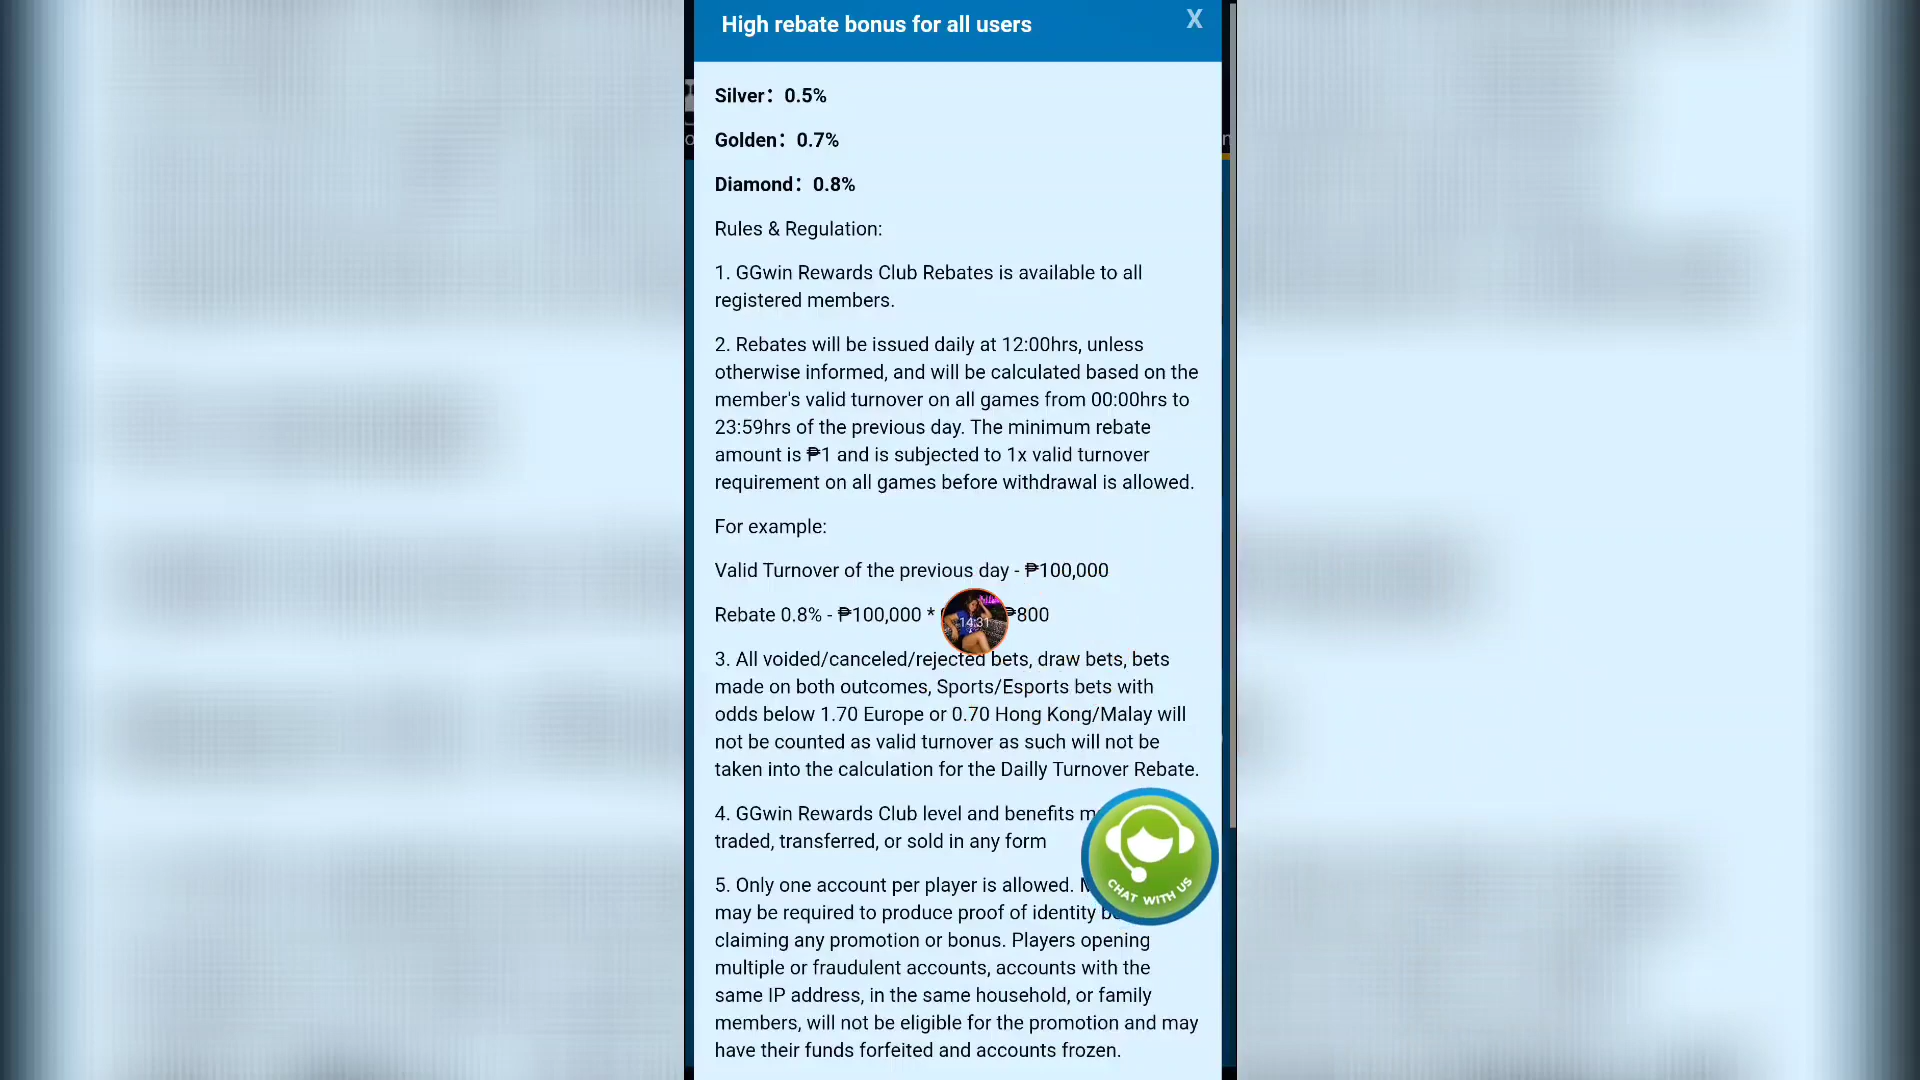 High rebate bonus for all users
X
Silver： 0.5%
Golden： 0.7%
Diamond： 0.8%
Rules & Regulation:
1. GGwin Rewards Club Rebates is available to all
registered members.
2. Rebates will be issued daily at 12:00hrs, unless
otherwise informed, and will be calculated based on the
member's valid turnover on all games from 00:00hrs to
23:59hrs of the previous day. The minimum rebate
amount is ₱1 and is subjected to 1x valid turnover
requirement on all games before withdrawal is allowed.
For example:
Valid Turnover of the previous day - ₱100,000
Rebate 0.8% - ₱100,000 * ₱800
14:31
3. All voided/canceled/rejected bets, draw bets, bets
made on both outcomes, Sports/Esports bets with
odds below 1.70 Europe or 0.70 Hong Kong/Malay will
not be counted as valid turnover as such will not be
taken into the calculation for the Dailly Turnover Rebate.
4. GGwin Rewards Club level and benefits
traded, transferred, or sold in any form
CHAT WITH US
5. Only one account per player is allowed.
may be required to produce proof of identity
claiming any promotion or bonus. Players opening
multiple or fraudulent accounts, accounts with the
same IP address, in the same household, or family
members, will not be eligible for the promotion and may
have their funds forfeited and accounts frozen.